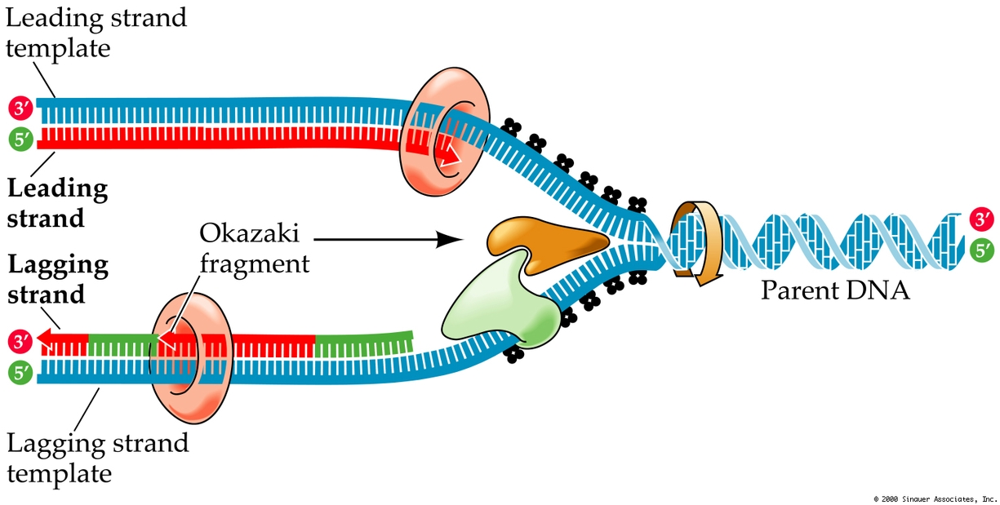 Leading strand
template
3′
5′
Leading
strand
Okazaki
fragment
Lagging
strand
3′
5′
Parent DNA
3′
5′
Lagging strand
template
© 2000 Sinauer Associates, Inc.